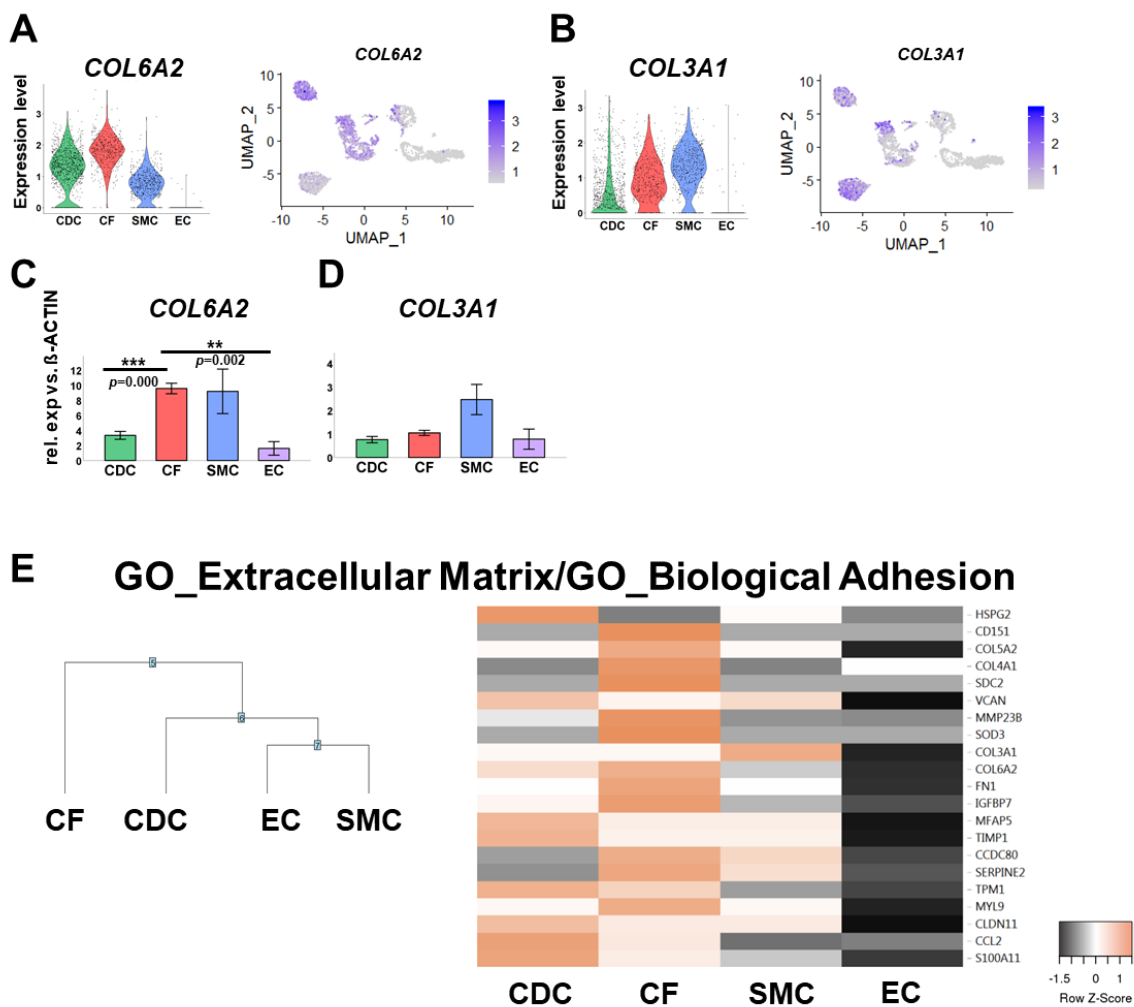 A
COL6A2
COL6A2
Expression level
3
2
1
0
CDC CF SMC EC
UMAP_2
10
5
0
-5
-10 -5 0 5 10
UMAP_1
3
2
1
B
COL3A1
COL3A1
Expression level
3
2
1
0
CDC CF SMC EC
UMAP_2
10
5
0
-5
-10 -5 0 5 10
UMAP_1
3
2
1
C
COL6A2
rel. exp vs. ß-ACTIN
*** 
p=0.000
**
p=0.002
12
10
8
6
4
2
0
CDC CF SMC EC
D
COL3A1
4
3
2
1
0
CDC CF SMC EC
E
GO_Extracellular Matrix/GO_Biological Adhesion
5
6
7
CF CDC EC SMC
HSPG2
CD151
COL5A2
COL4A1
SDC2
VCAN
MMP23B
SOD3
COL3A1
COL6A2
FN1
IGFBP7
MFAP5
TIMP1
CCDC80
SERPINE2
TPM1
MYL9
CLDN11
CCL2
S100A11
CDC CF SMC EC
-1.5 0 1
Row Z-Score